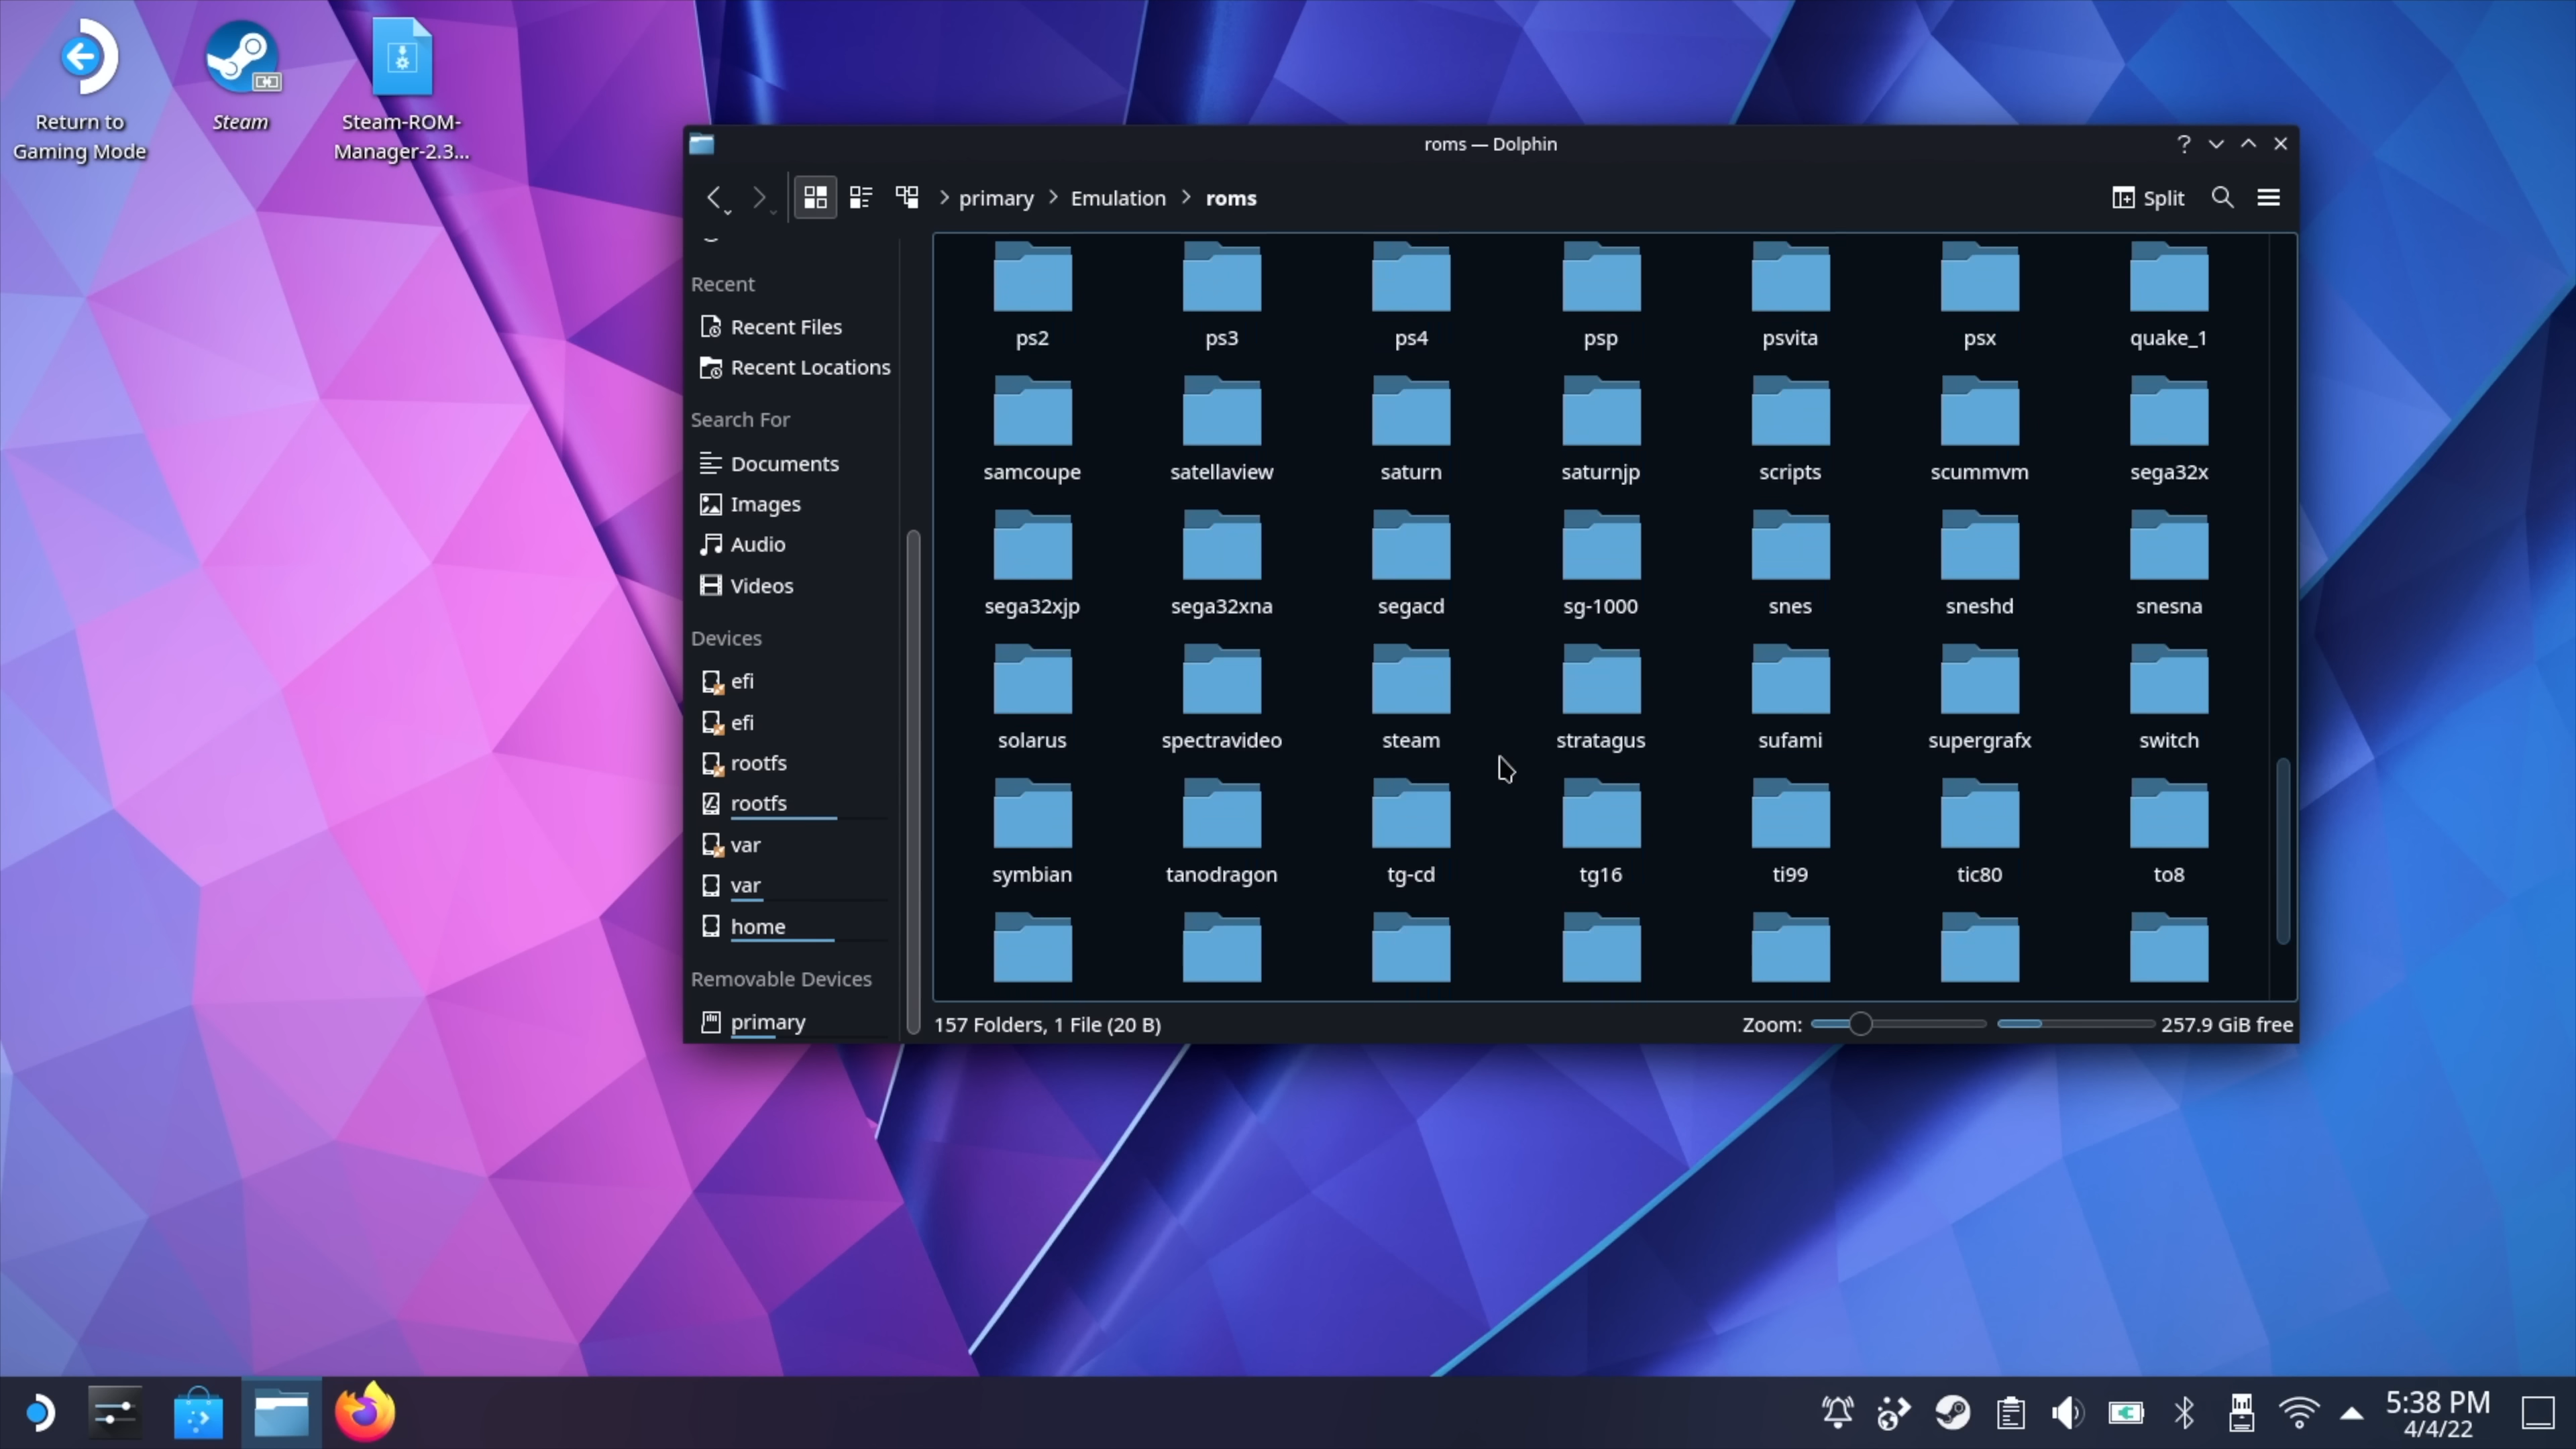 Return to
Gaming Mode
Steam
Steam-ROM-
Manager-2.3...
roms — Dolphin
primary
Emulation
roms
Split
Recent
Recent Files
Recent Locations
Search For
Documents
Images
Audio
Videos
Devices
efi
efi
rootfs
rootfs
var
var
home
Removable Devices
primary
ps2
ps3
ps4
psp
psvita
psx
quake_1
samcoupe
satellaview
saturn
saturnjp
scripts
scummvm
sega32x
sega32xjp
sega32xna
segacd
sg-1000
snes
sneshd
snesna
solarus
spectravideo
steam
stratagus
sufami
supergrafx
switch
symbian
tanodragon
tg-cd
tg16
ti99
tic80
to8
157 Folders, 1 File (20 B)
Zoom:
257.9 GiB free
5:38 PM
4/4/22